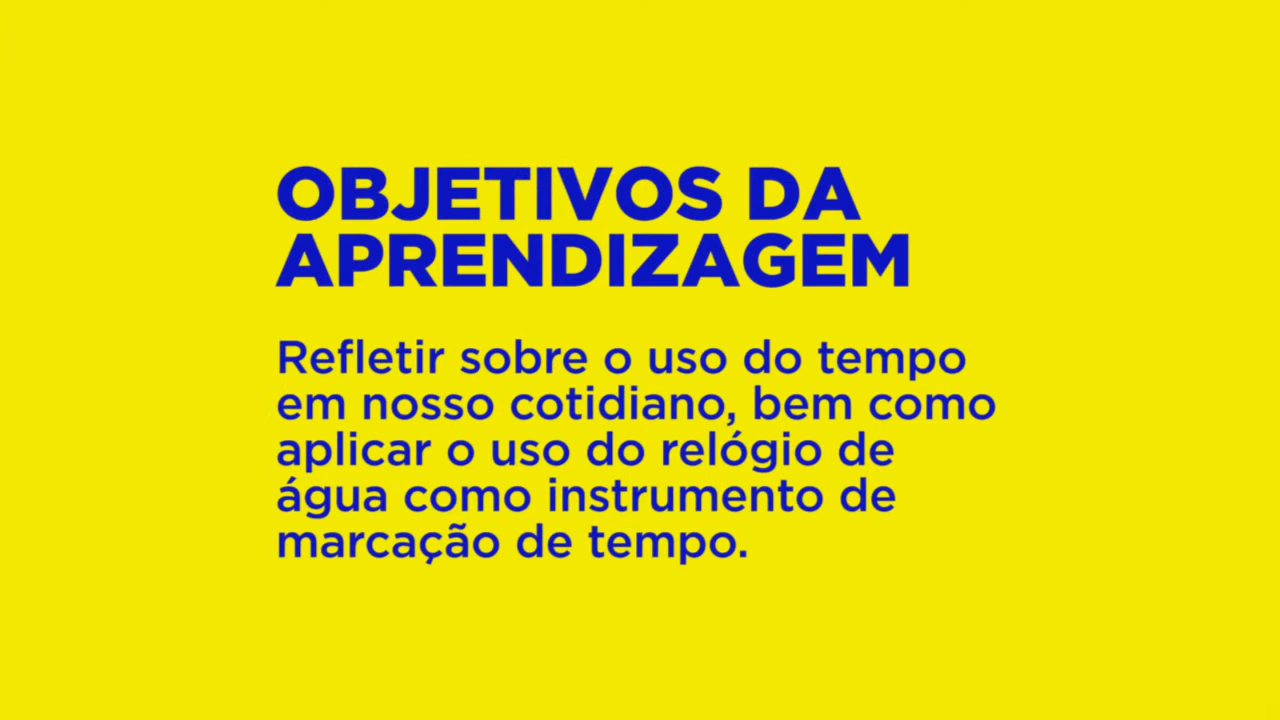 OBJETIVOS DA
APRENDIZAGEM
Refletir sobre o uso do tempo
em nosso cotidiano, bem como
aplicar o uso do relógio de
água como instrumento de
marcação de tempo.